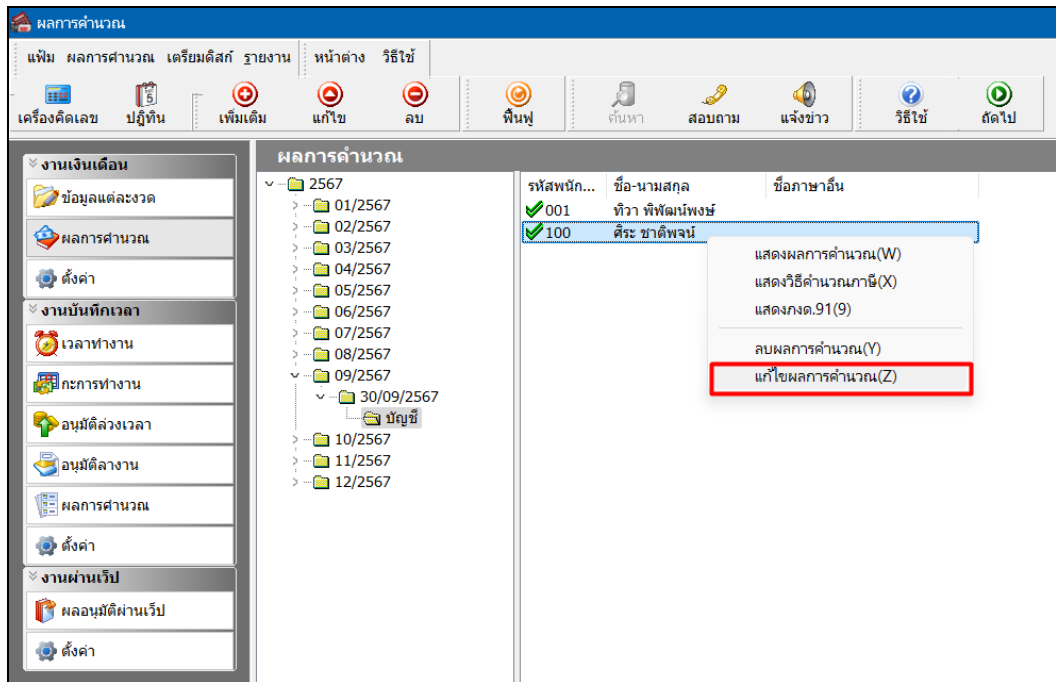 ผลการคำนวณ
แฟ้ม ผลการคำนวณ เตรียมดิสก์ รายงาน หน้าต่าง วิธีใช้
เครื่องคิดเลข ปฏิทิน เพิ่มเติม แก้ไข ลบ ฟื้นฟู ค้นหา สอบถาม แจ้งข่าว วิธีใช้ ถัดไป
งานเงินเดือน
ข้อมูลแต่ละงวด
ผลการคำนวณ
ตั้งค่า
งานบันทึกเวลา
เวลาทำงาน
กะการทำงาน
อนุมัติล่วงเวลา
อนุมัติลางาน
ผลการคำนวณ
ตั้งค่า
งานผ่านเว็ป
ผลอนุมัติผ่านเว็ป
ตั้งค่า
ผลการคำนวณ
2567
01/2567
02/2567
03/2567
04/2567
05/2567
06/2567
07/2567
08/2567
09/2567
30/09/2567
บัญชี
10/2567
11/2567
12/2567
รหัสพนัก... ชื่อ-นามสกุล ชื่อภาษาอื่น
001 ทิวา พิพัฒน์พงษ์
100 ศิระ ชาติพจน์
แสดงผลการคำนวณ(W)
แสดงวิธีคำนวณภาษี(X)
แสดงภงด.91(9)
ลบผลการคำนวณ(Y)
แก้ไขผลการคำนวณ(Z)